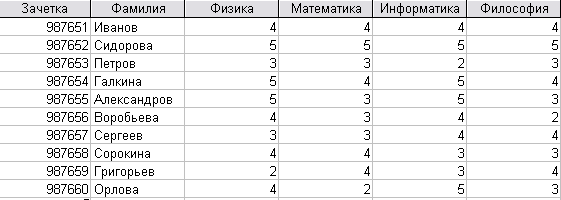 Зачетка Фамилия Физика Математика Информатика Философия
987651 Иванов 4 4 4 4
987652 Сидорова 5 5 5 5
987653 Петров 3 3 2 3
987654 Галкина 5 4 5 4
987655 Александров 5 3 5 3
987656 Воробьева 4 3 4 2
987657 Сергеев 3 3 4 4
987658 Сорокина 4 4 3 3
987659 Григорьев 2 4 3 4
987660 Орлова 4 2 5 3